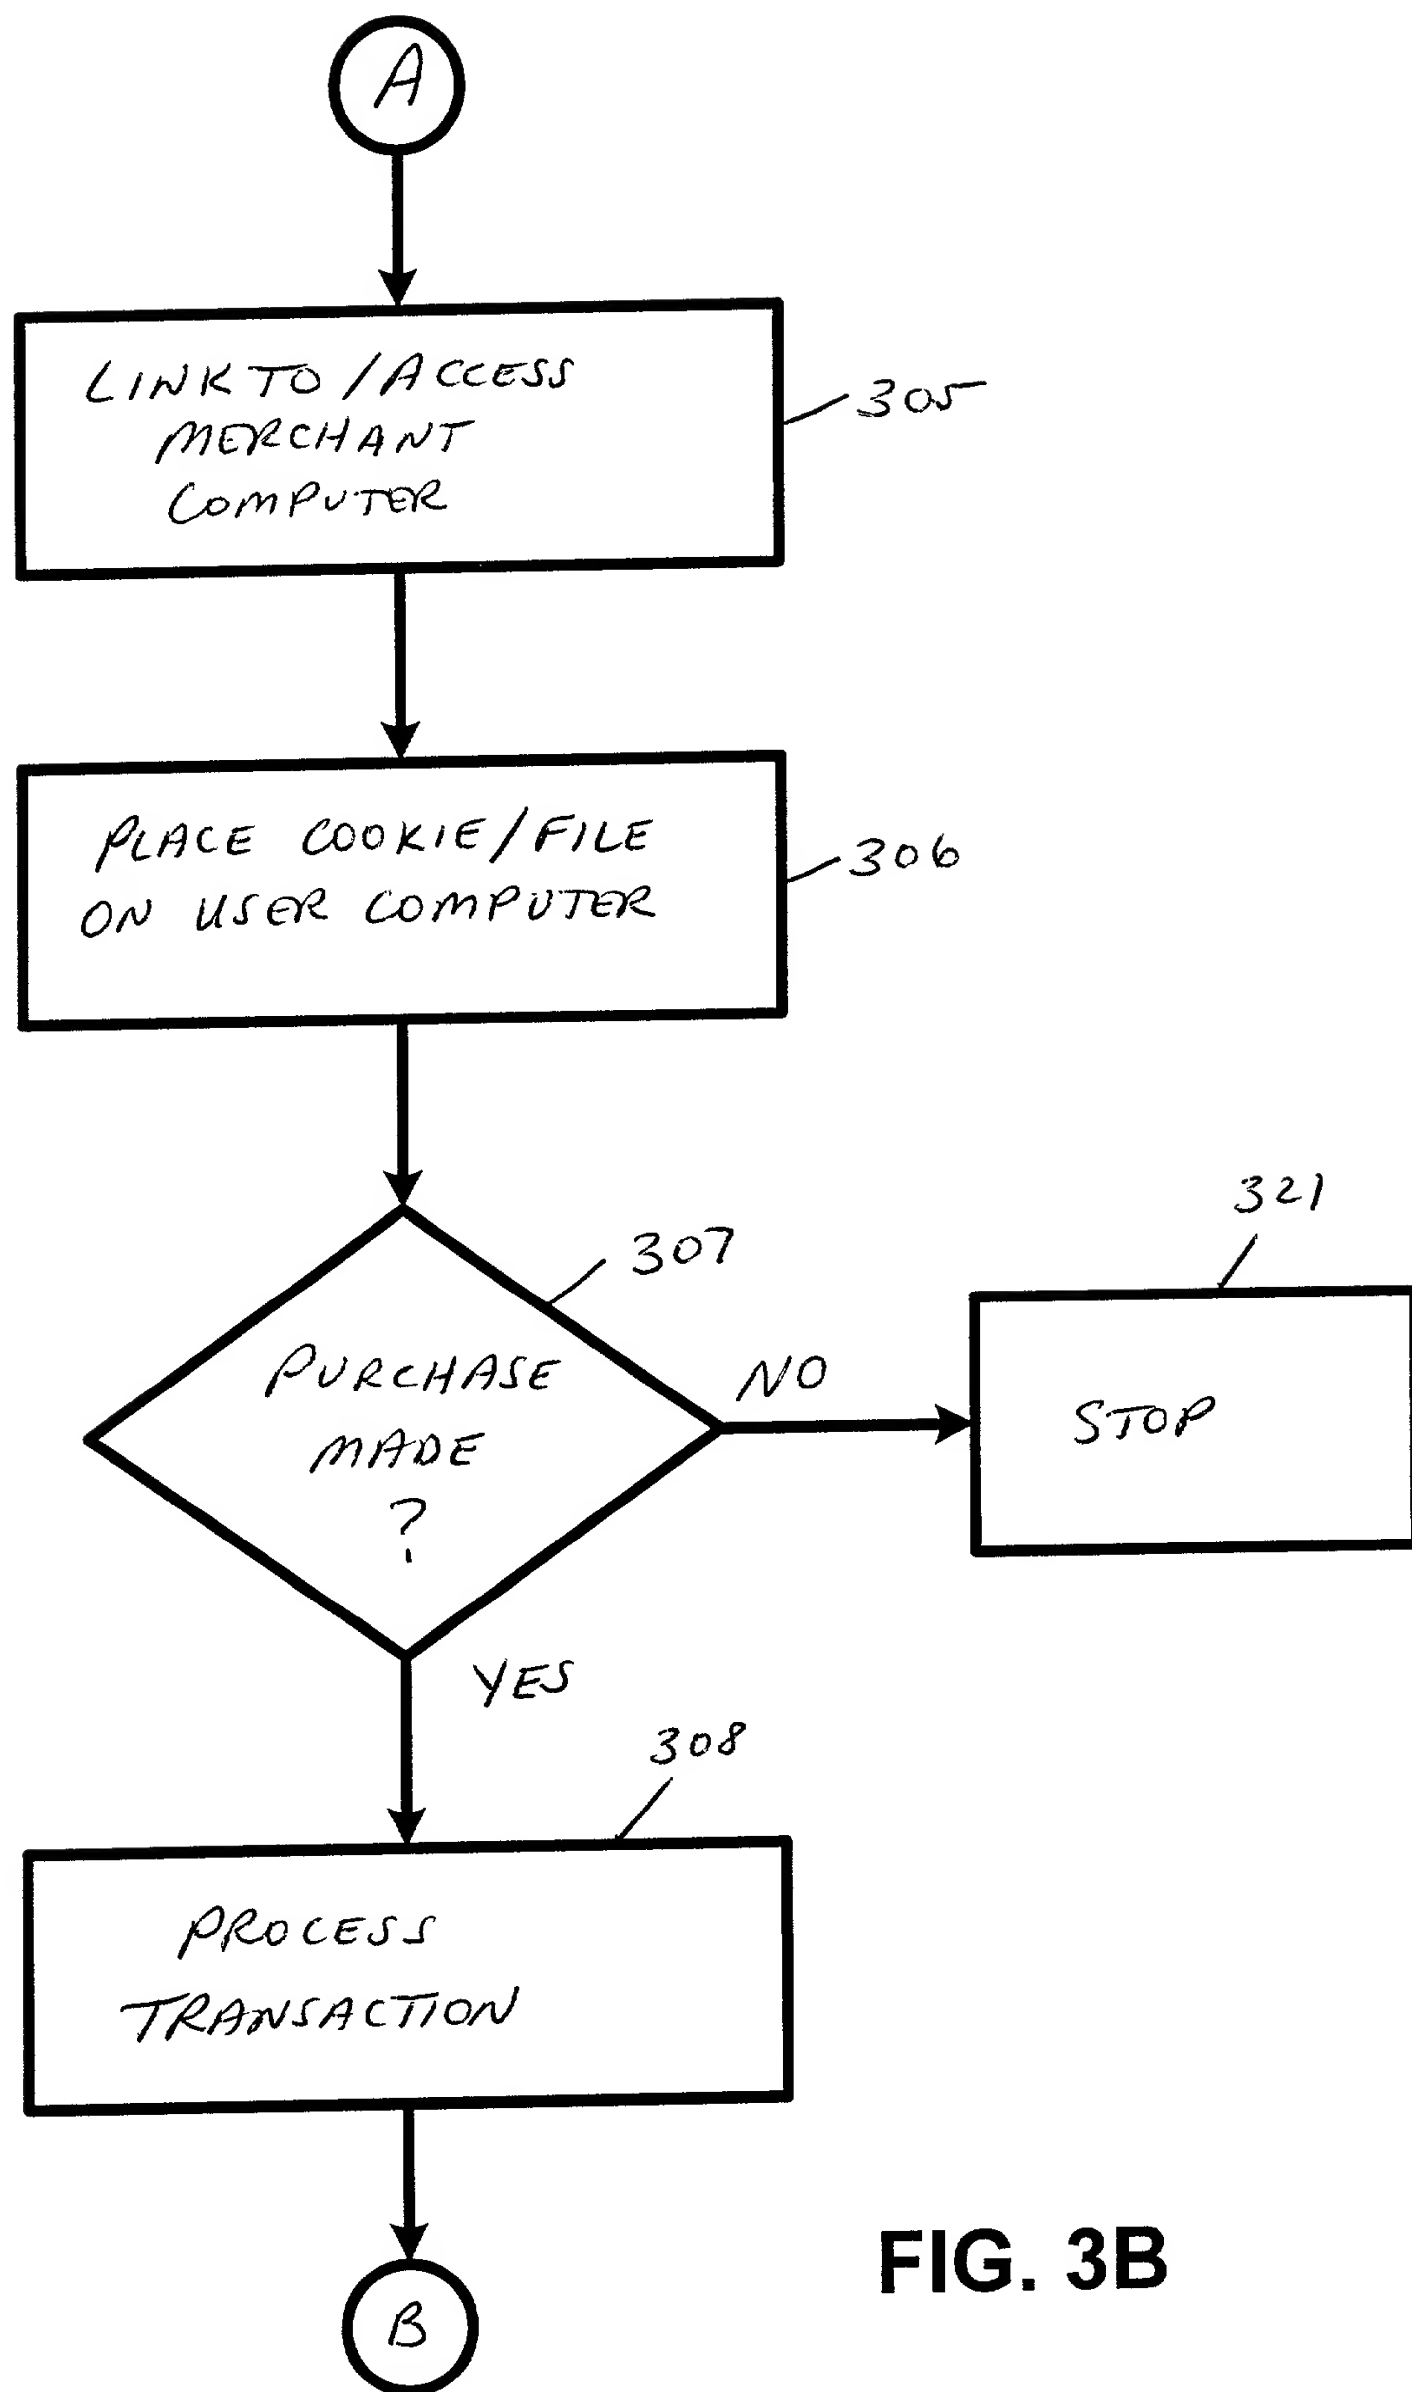 A
LINK TO / ACCESS
MERCHANT
COMPUTER
305
PLACE COOKIE/FILE
ON USER COMPUTER
306
307
321
PURCHASE
MADE
?
NO
STOP
YES
308
PROCESS
TRANSACTION
B
FIG. 3B